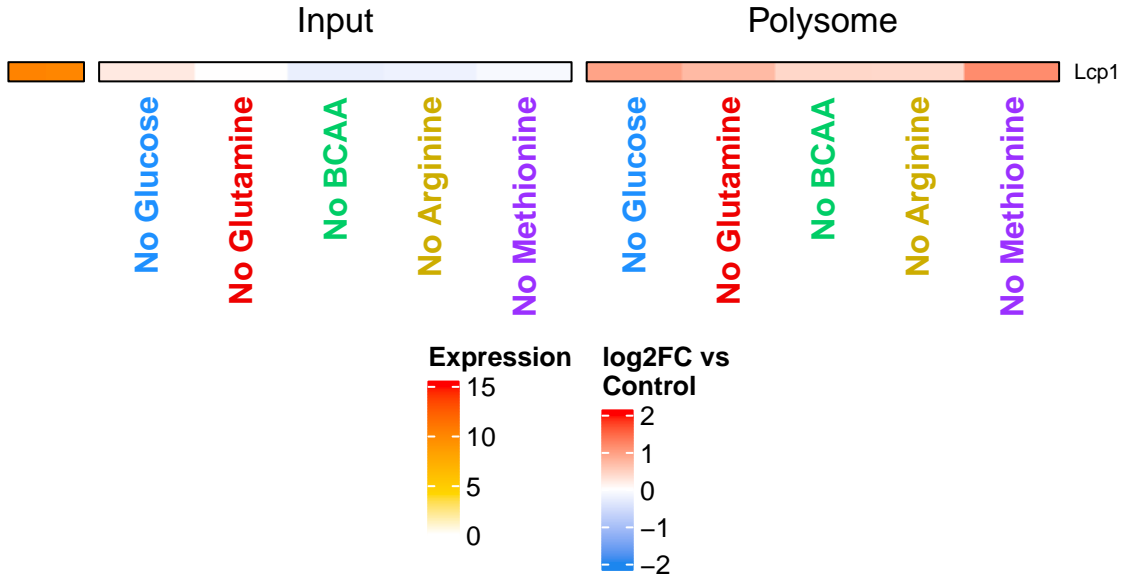 Input
Polysome
Lcp1
No Glucose
No Glutamine
No BCAA
No Arginine
No Methionine
No Glucose
No Glutamine
No BCAA
No Arginine
No Methionine
Expression
15
10
5
0
log2FC vs
Control
2
1
0
−1
−2